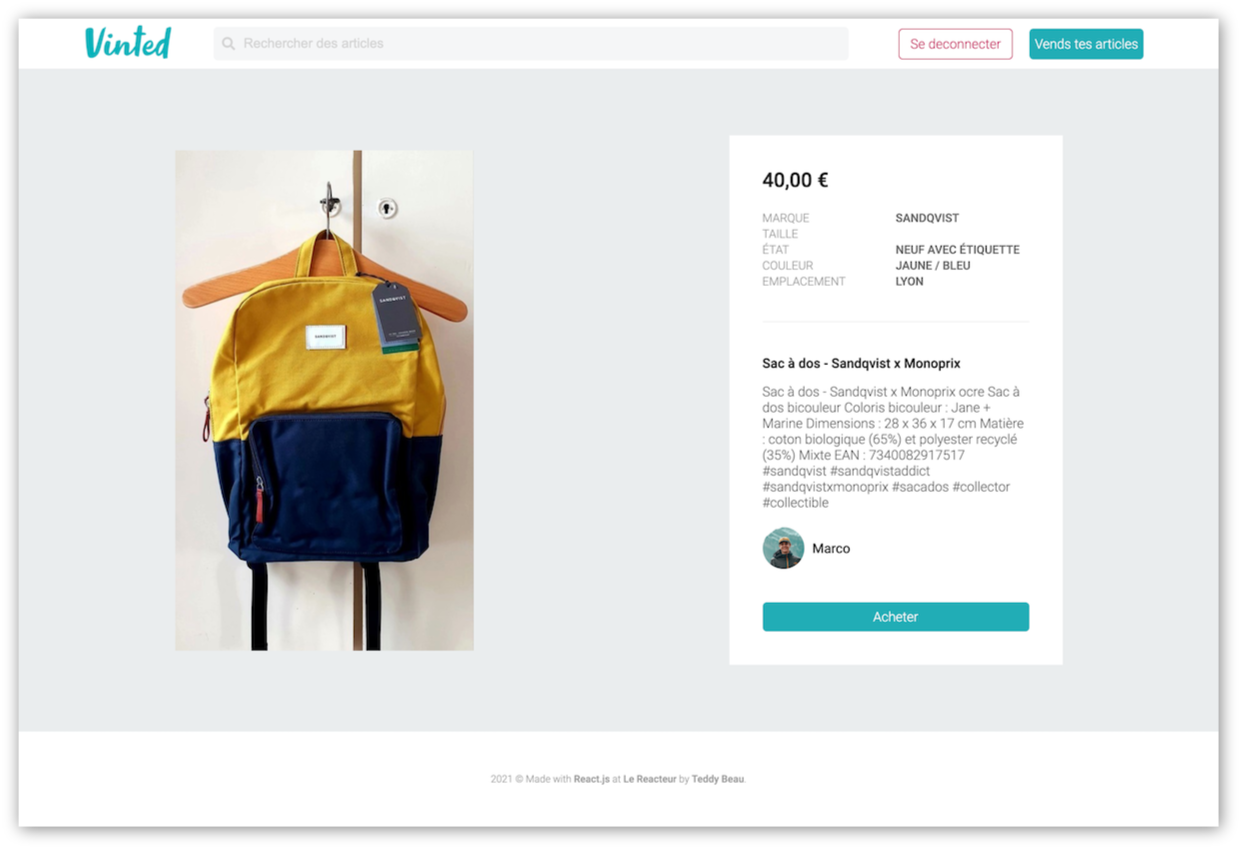 Vinted
Rechercher des articles
Se deconnecter
Vends tes articles
SANDQVIST
SANDQVIST
40,00 €
MARQUE SANDQVIST
TAILLE
ÉTAT NEUF AVEC ÉTIQUETTE
COULEUR JAUNE / BLEU
EMPLACEMENT LYON
Sac à dos - Sandqvist x Monoprix
Sac à dos - Sandqvist x Monoprix ocre Sac à
dos bicouleur Coloris bicouleur : Jane +
Marine Dimensions : 28 x 36 x 17 cm Matière
: coton biologique (65%) et polyester recyclé
(35%) Mixte EAN : 7340082917517
#sandqvist #sandqvistaddict
#sandqvistxmonoprix #sacados #collector
#collectible
Marco
Acheter
2021 © Made with React.js at Le Reacteur by Teddy Beau.